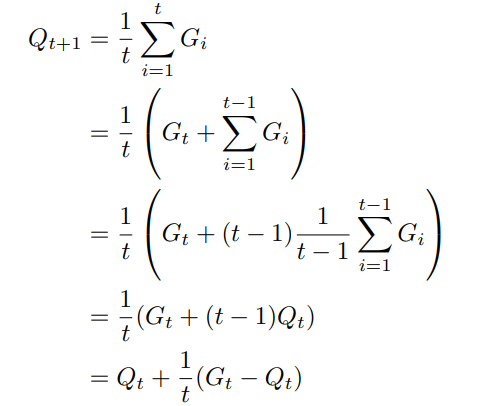 Q_{t+1} = \frac{1}{t} \sum_{i=1}^{t} G_i
= \frac{1}{t} \left( G_t + \sum_{i=1}^{t-1} G_i \right)
= \frac{1}{t} \left( G_t + (t-1) \frac{1}{t-1} \sum_{i=1}^{t-1} G_i \right)
= \frac{1}{t} (G_t + (t-1) Q_t)
= Q_t + \frac{1}{t} (G_t - Q_t)